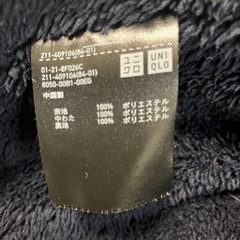 211-409106(84-01)
01-21-8F026C
211-409106(84-01)
8050-00B1-00EG
中国製
ユニ
クロ
UNI
QLO
表地 100% ポリエステル
中わた 100% ポリエステル
裏地 100% ポリエステル